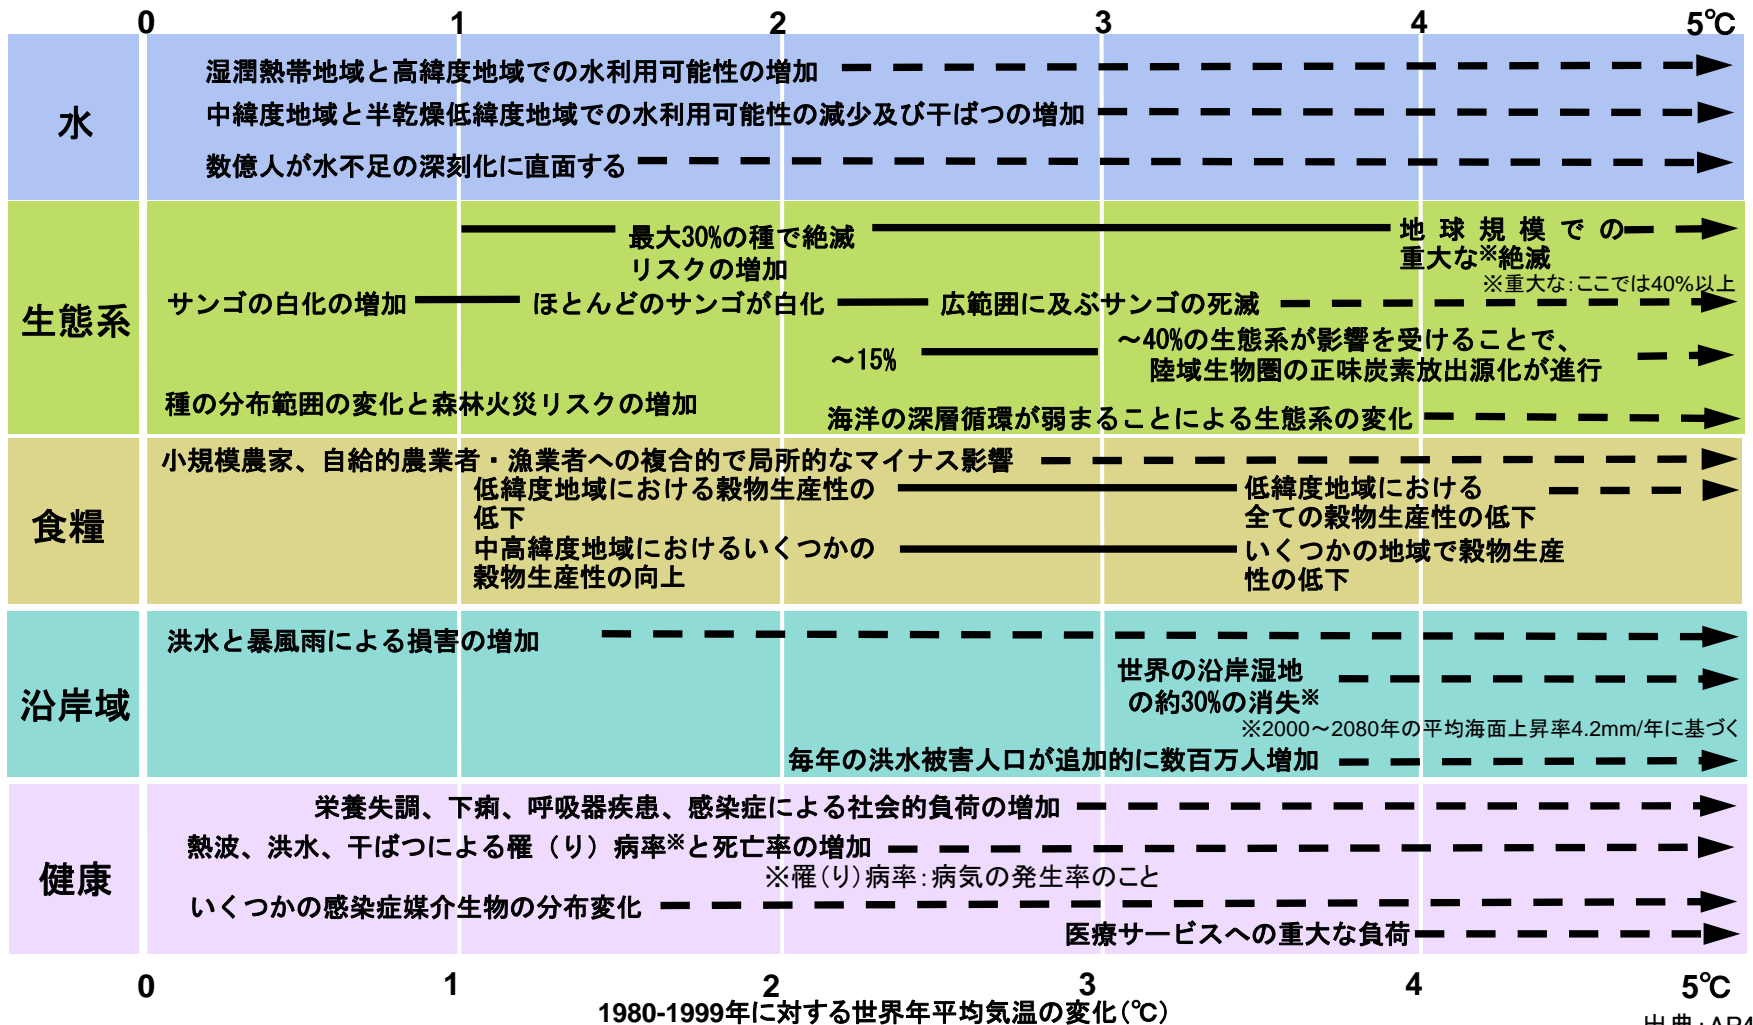 0 1 2 3 4 5℃
水
湿潤熱帯地域と高緯度地域での水利用可能性の増加
中緯度地域と半乾燥低緯度地域での水利用可能性の減少及び干ばつの増加
数億人が水不足の深刻化に直面する
生態系
最大30%の種で絶滅
リスクの増加
地球規模での
重大な※絶滅
※重大な：ここでは40%以上
サンゴの白化の増加 ほとんどのサンゴが白化 広範囲に及ぶサンゴの死滅
～15%
～40%の生態系が影響を受けることで、
陸域生物圏の正味炭素放出源化が進行
種の分布範囲の変化と森林火災リスクの増加
海洋の深層循環が弱まることによる生態系の変化
食糧
小規模農家、自給的農業者・漁業者への複合的で局所的なマイナス影響
低緯度地域における穀物生産性の
低下
低緯度地域における
全ての穀物生産性の低下
中高緯度地域におけるいくつかの
穀物生産性の向上
いくつかの地域で穀物生産
性の低下
沿岸域
洪水と暴風雨による損害の増加
世界の沿岸湿地
の約30%の消失※
※2000～2080年の平均海面上昇率4.2mm/年に基づく
毎年の洪水被害人口が追加的に数百万人増加
健康
栄養失調、下痢、呼吸器疾患、感染症による社会的負荷の増加
熱波、洪水、干ばつによる罹（り）病率※と死亡率の増加
※罹（り）病率：病気の発生率のこと
いくつかの感染症媒介生物の分布変化
医療サービスへの重大な負荷
0 1 2 3 4 5℃
1980-1999年に対する世界年平均気温の変化（℃）
出典：AR4